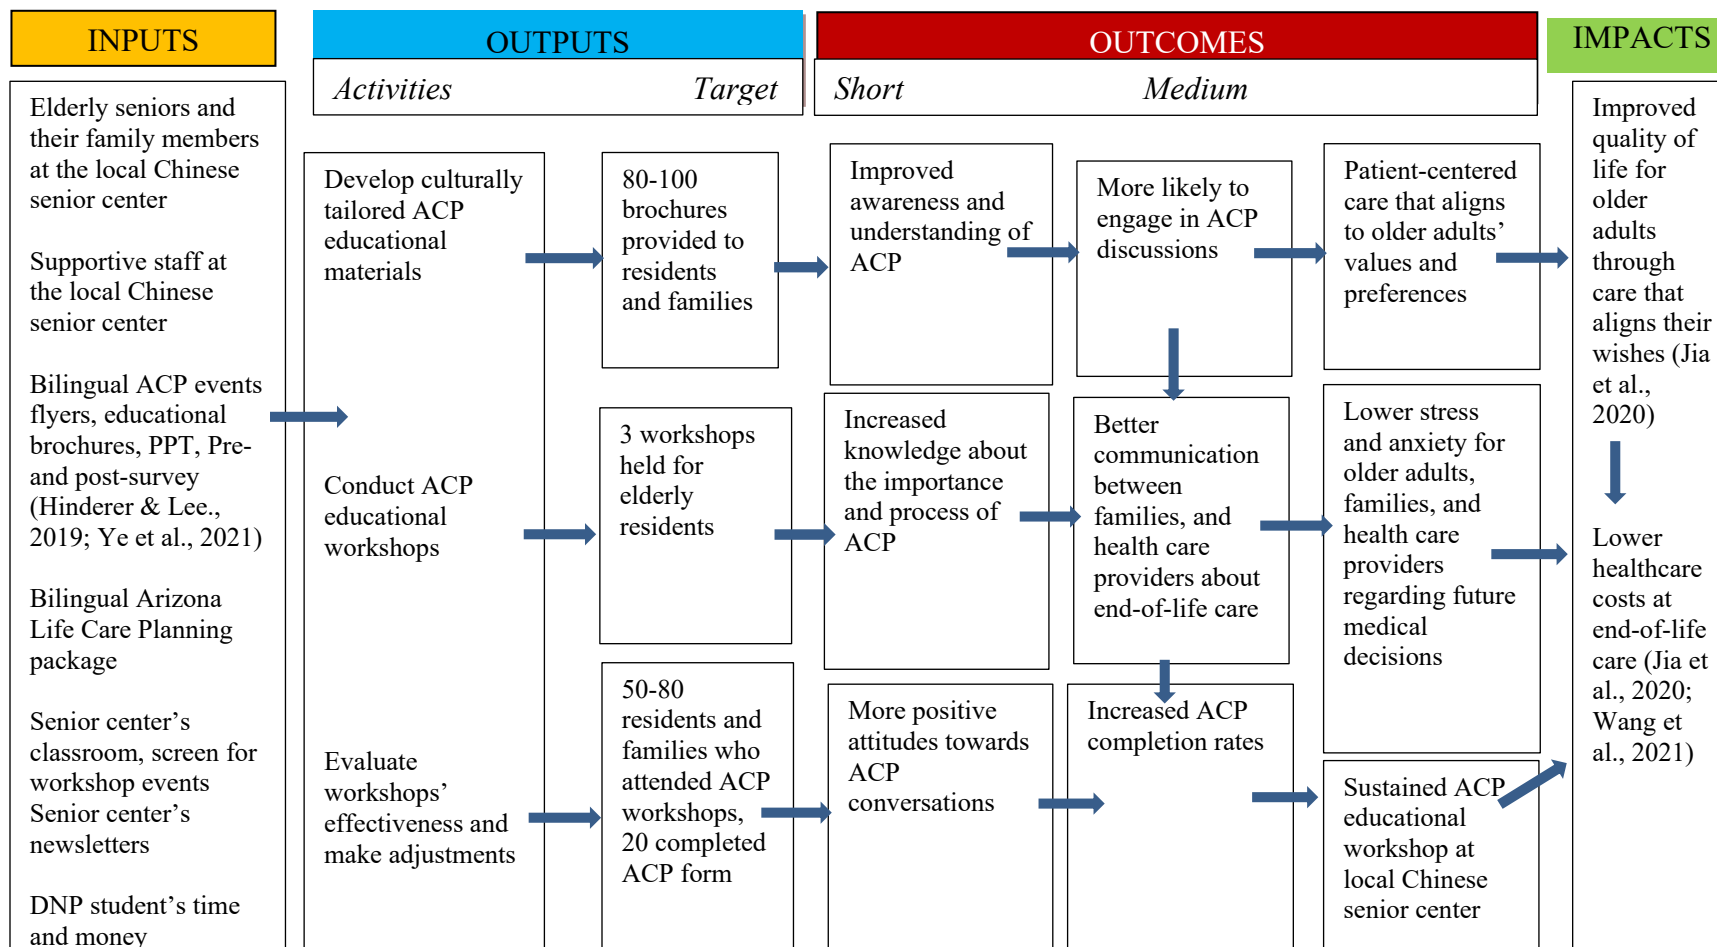 INPUTS
OUTPUTS
OUTCOMES
IMPACTS
Activities
Target
Short
Medium
Elderly seniors and
their family members
at the local Chinese
senior center
Supportive staff at
the local Chinese
senior center
Bilingual ACP events
flyers, educational
brochures, PPT, Pre-
and post-survey
(Hinderer & Lee.,
2019; Ye et al., 2021)
Bilingual Arizona
Life Care Planning
package
Senior center's
classroom, screen for
workshop events
Senior center's
newsletters
DNP student's time
and money
Develop culturally
tailored ACP
educational
materials
Conduct ACP
educational
workshops
Evaluate
workshops'
effectiveness and
make adjustments
80-100
brochures
provided to
residents
and families
3 workshops
held for
elderly
residents
50-80
residents and
families who
attended ACP
workshops,
20 completed
ACP form
Improved
awareness and
understanding of
ACP
Increased
knowledge about
the importance
and process of
ACP
More positive
attitudes towards
ACP
conversations
More likely to
engage in ACP
discussions
Better
communication
between
families, and
health care
providers about
end-of-life care
Increased ACP
completion rates
Patient-centered
care that aligns
to older adults'
values and
preferences
Lower stress
and anxiety for
older adults,
families, and
health care
providers
regarding future
medical
decisions
Sustained ACP
educational
workshop at
local Chinese
senior center
Improved
quality of
life for
older
adults
through
care that
aligns their
wishes (Jia
et al.,
2020)
Lower
healthcare
costs at
end-of-life
care (Jia et
al., 2020;
Wang et
al., 2021)